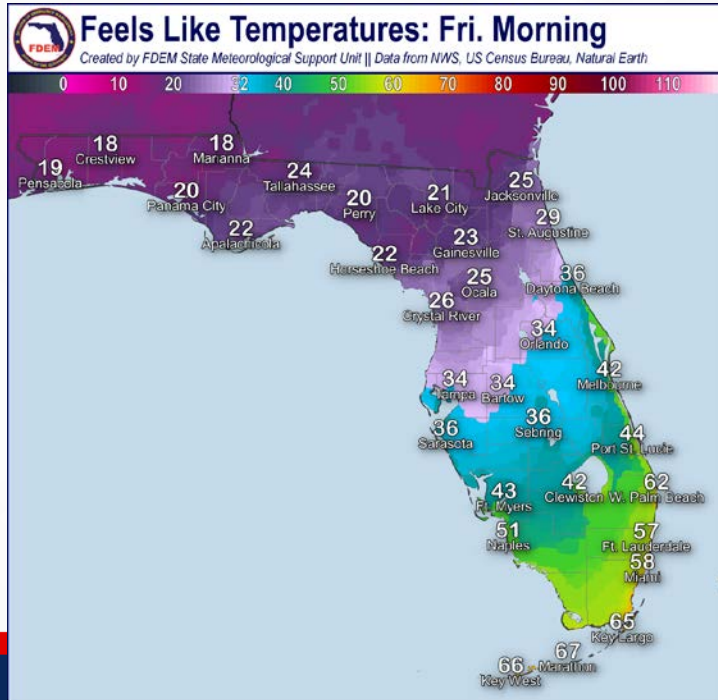 Feels Like Temperatures: Fri. Morning
FDEM
Created by FDEM State Meteorological Support Unit || Data from NWS, US Census Bureau, Natural Earth
0 10 20 32 40 50 60 70 80 90 100 110
18
Crestview
18
Marianna
19
Pensacola
24
Tallahassee
25
Jacksonville
20
Panama City
20
Perry
21
Lake City
29
St. Augustine
22
Apalachicola
23
Gainesville
22
Horseshoe Beach
25
Ocala
36
Daytona Beach
26
Crystal River
34
Orlando
42
Melbourne
34
Tampa
34
Bartow
36
Sarasota
36
Sebring
44
Port St. Lucie
43
Ft. Myers
42
Clewiston
62
W. Palm Beach
51
Naples
57
Ft. Lauderdale
58
Miami
65
Key Largo
67
Marathon
66
Key West